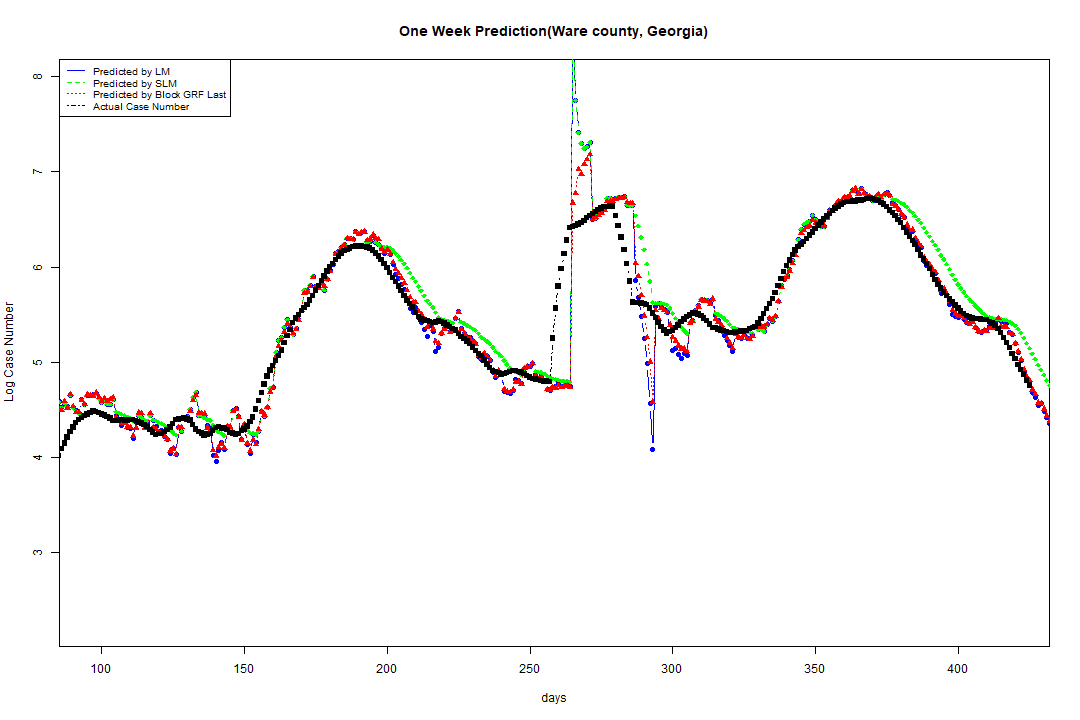 One Week Prediction(Ware county, Georgia)
Predicted by LM
Predicted by SLM
Predicted by Block GRF Last
Actual Case Number
8
7
6
5
4
3
Log Case Number
100 150 200 250 300 350 400
days